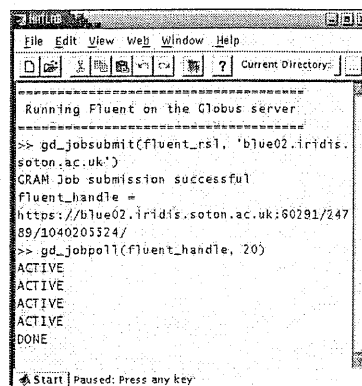 MATLAB
File Edit View Web Window Help
? Current Directory:
==================================
Running Fluent on the Globus server
==================================
>> gd_jobsubmit(fluent_rsl, 'blue02.iridis.
soton.ac.uk')
GRAM Job submission successful
fluent_handle =
https://blue02.iridis.soton.ac.uk:60291/247
89/1040205524/
>> gd_jobpoll(fluent_handle, 20)
ACTIVE
ACTIVE
ACTIVE
ACTIVE
DONE
Start Paused: Press any key